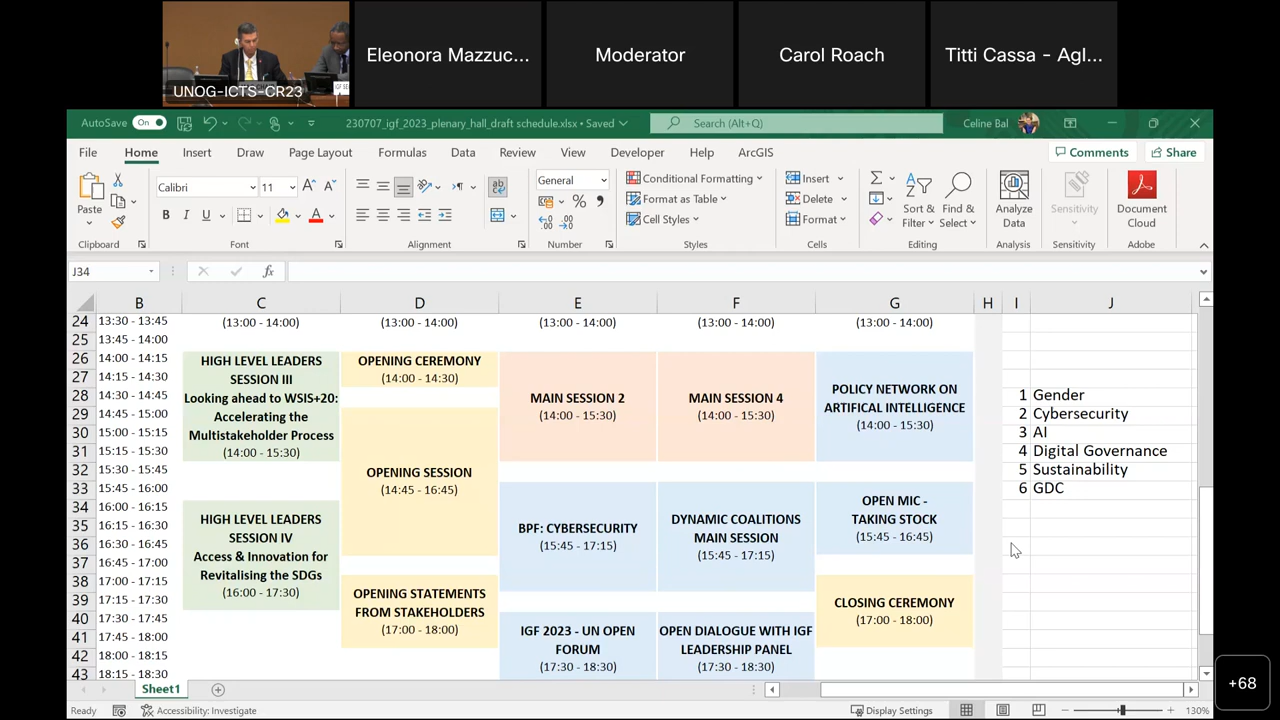 UNOG-ICTS-CR23
Eleonora Mazzuc...
Moderator
Carol Roach
Titti Cassa - Agl...
AutoSave On
230707_igf_2023_plenary_hall_draft schedule.xlsx • Saved
Search (Alt+Q)
Celine Bal
File Home Insert Draw Page Layout Formulas Data Review View Developer Help ArcGIS
Comments Share
Paste
Calibri 11
B I U
General
Conditional Formatting
Format as Table
Cell Styles
Insert
Delete
Format
Sort & Filter
Find & Select
Analyze Data
Sensitivity
Document Cloud
Clipboard Font Alignment Number Styles Cells Editing Analysis Sensitivity Adobe
J34
fx
B C D E F G H I J
24 13:30 - 13:45 (13:00 - 14:00) (13:00 - 14:00) (13:00 - 14:00) (13:00 - 14:00) (13:00 - 14:00)
25 13:45 - 14:00
26 14:00 - 14:15
27 14:15 - 14:30
28 14:30 - 14:45
29 14:45 - 15:00
30 15:00 - 15:15
31 15:15 - 15:30
32 15:30 - 15:45
33 15:45 - 16:00
34 16:00 - 16:15
35 16:15 - 16:30
36 16:30 - 16:45
37 16:45 - 17:00
38 17:00 - 17:15
39 17:15 - 17:30
40 17:30 - 17:45
41 17:45 - 18:00
42 18:00 - 18:15
43 18:15 - 18:30
HIGH LEVEL LEADERS
SESSION III
Looking ahead to WSIS+20:
Accelerating the
Multistakeholder Process
(14:00 - 15:30)
HIGH LEVEL LEADERS
SESSION IV
Access & Innovation for
Revitalising the SDGs
(16:00 - 17:30)
OPENING CEREMONY
(14:00 - 14:30)
OPENING SESSION
(14:45 - 16:45)
OPENING STATEMENTS
FROM STAKEHOLDERS
(17:00 - 18:00)
MAIN SESSION 2
(14:00 - 15:30)
BPF: CYBERSECURITY
(15:45 - 17:15)
IGF 2023 - UN OPEN
FORUM
(17:30 - 18:30)
MAIN SESSION 4
(14:00 - 15:30)
DYNAMIC COALITIONS
MAIN SESSION
(15:45 - 17:15)
OPEN DIALOGUE WITH IGF
LEADERSHIP PANEL
(17:30 - 18:30)
POLICY NETWORK ON
ARTIFICAL INTELLIGENCE
(14:00 - 15:30)
OPEN MIC -
TAKING STOCK
(15:45 - 16:45)
CLOSING CEREMONY
(17:00 - 18:00)
1 Gender
2 Cybersecurity
3 AI
4 Digital Governance
5 Sustainability
6 GDC
Sheet1
+68
Ready
Accessibility: Investigate
Display Settings
130%